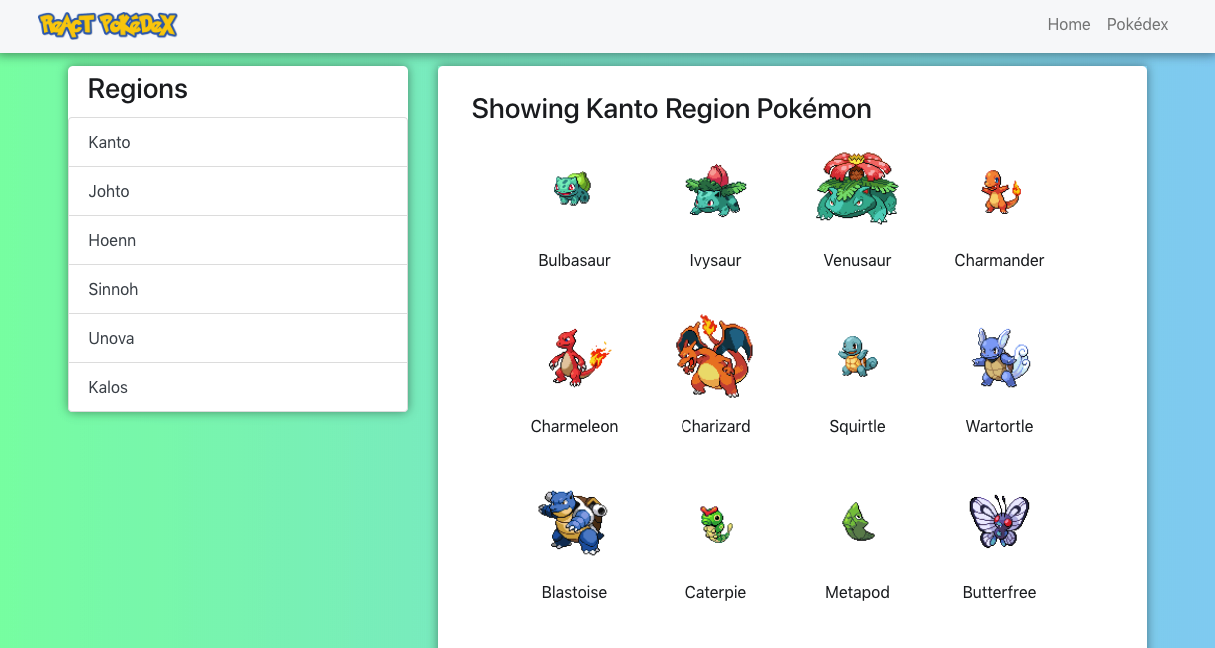 ReAcT PoKéDeX
Home Pokédex
Regions
Kanto
Johto
Hoenn
Sinnoh
Unova
Kalos
Showing Kanto Region Pokémon
Bulbasaur Ivysaur Venusaur Charmander
Charmeleon Charizard Squirtle Wartortle
Blastoise Caterpie Metapod Butterfree